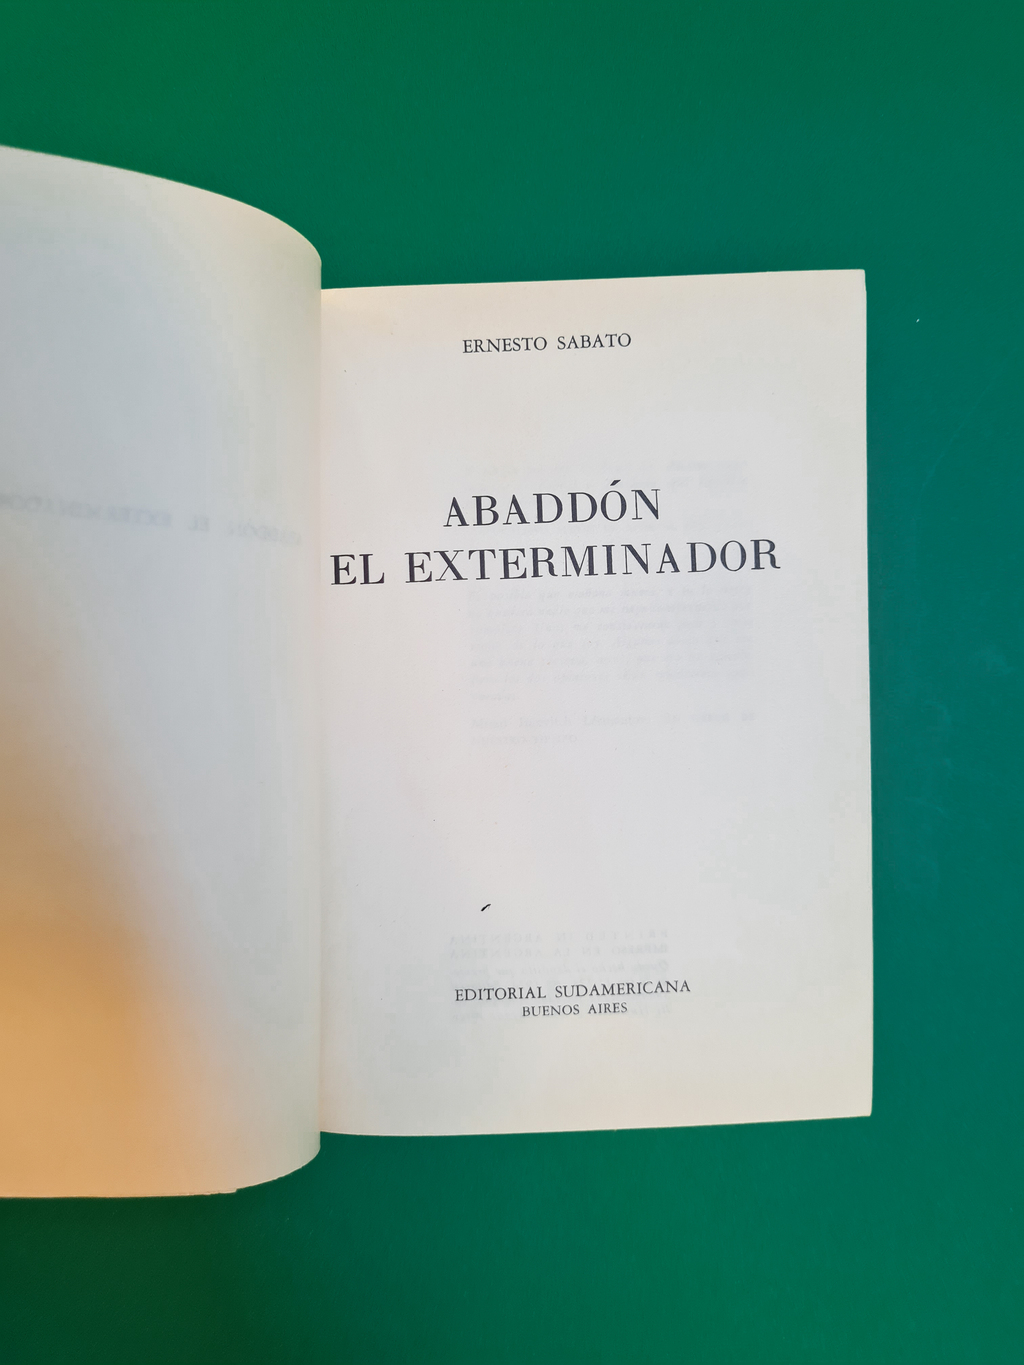 ERNESTO SABATO
ABADDÓN
EL EXTERMINADOR
EDITORIAL SUDAMERICANA
BUENOS AIRES